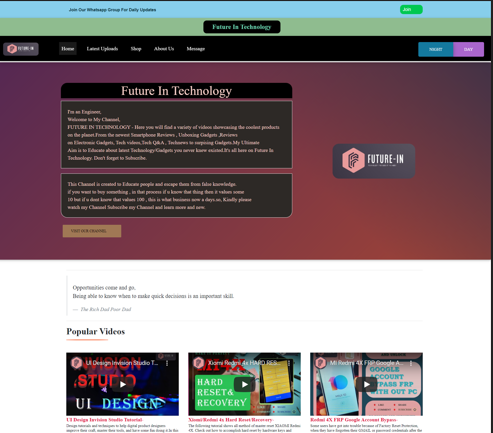 Join Our Whatsapp Group For Daily Updates
Join
Future In Technology
FUTURE-IN
Home
Latest Uploads
Shop
About Us
Message
NIGHT
DAY
Future In Technology
I'm an Engineer,
Welcome to My Channel,
FUTURE IN TECHNOLOGY - Here you will find a variety of videos showcasing the coolest products
on the planet.From the newest Smartphone Reviews , Unboxing Gadgets ,Reviews
on Electronic Gadgets, Tech videos,Tech Q&A , Technews to surpising Gadgets.My Ultimate
Aim is to Educate about latest Technology/Gadgets you never know existed.It's all here on Future In
Technology. Don't forget to Subscribe.
This Channel is created to Educate people and escape them from false knowledge.
if you want to buy something , in that process if u know that thing then it values some
10 but if u dont know that values 100 , this is what business now a days.so, Kindly please
watch my Channel Subscribe my Channel and learn more and now.
VISIT OUR CHANNEL
FUTURE-IN
Opportunities come and go,
Being able to know when to make quick decisions is an important skill.
— The Rich Dad Poor Dad
Popular Videos
UI Design Invision Studio T...
STUDIO
UI DESIGN
Xiaomi Redmi 4x HARD RES...
HARD
RESET&
RECOVERY
MI Redmi 4X FRP Google A...
GOOGLE
ACCOUNT
BYPASS FRP
WITH OUT PC
UI Design Invision Studio Tutorial
Tutorials design and techniques to help digital product designers
improve their craft, master these tools, and have some fun doing it In this
Xiaomi Redmi 4x Hard Reset Recovery
The following tutorial shows all method of master reset XIAOMI Redmi
4X. Check out how to accomplish hard reset by hardware keys and
Redmi 4X FRP Google Account Bypass
Some users have got into trouble because of Factory Reset Protection,
when they have forgotten their GMAIL or password credentials after the